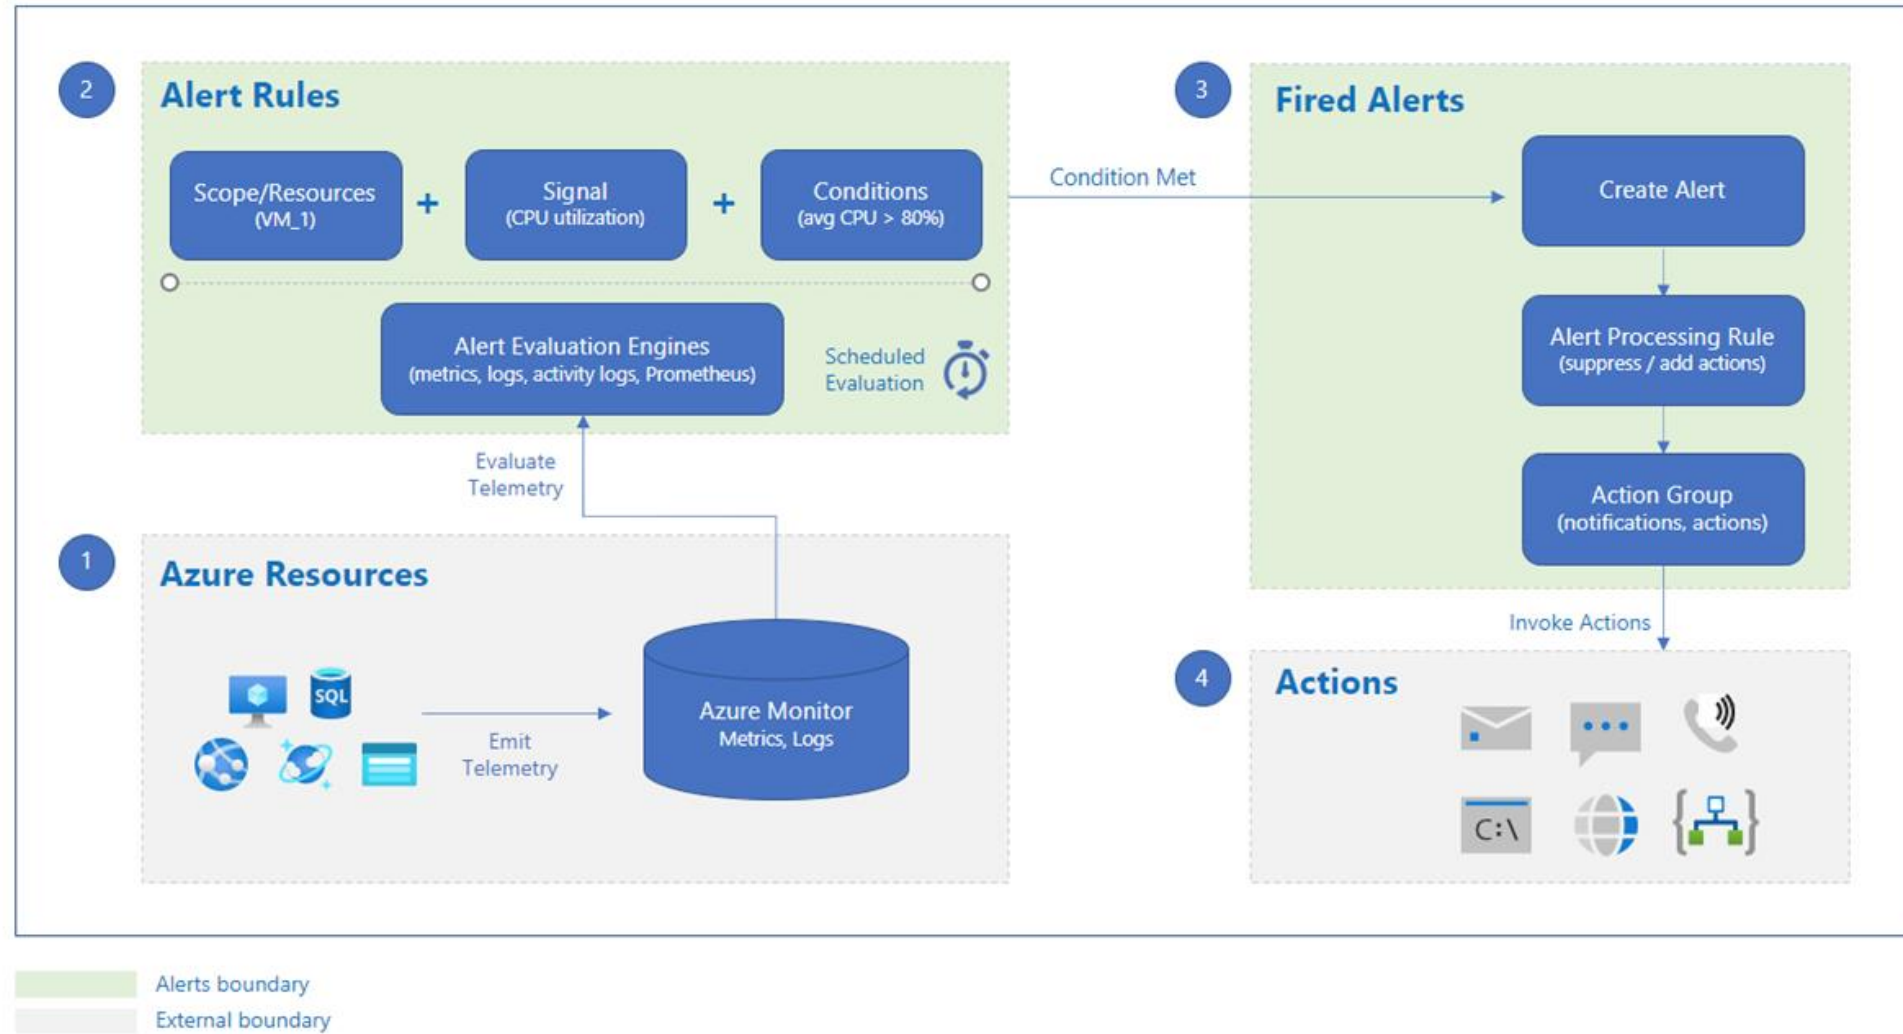 2
Alert Rules
Scope/Resources
(VM_1)
+
Signal
(CPU utilization)
+
Conditions
(avg CPU > 80%)
Alert Evaluation Engines
(metrics, logs, activity logs, Prometheus)
Scheduled
Evaluation
Evaluate
Telemetry
1
Azure Resources
SQL
Emit
Telemetry
Azure Monitor
Metrics, Logs
Condition Met
3
Fired Alerts
Create Alert
Alert Processing Rule
(suppress / add actions)
Action Group
(notifications, actions)
Invoke Actions
4
Actions
C:\
Alerts boundary
External boundary